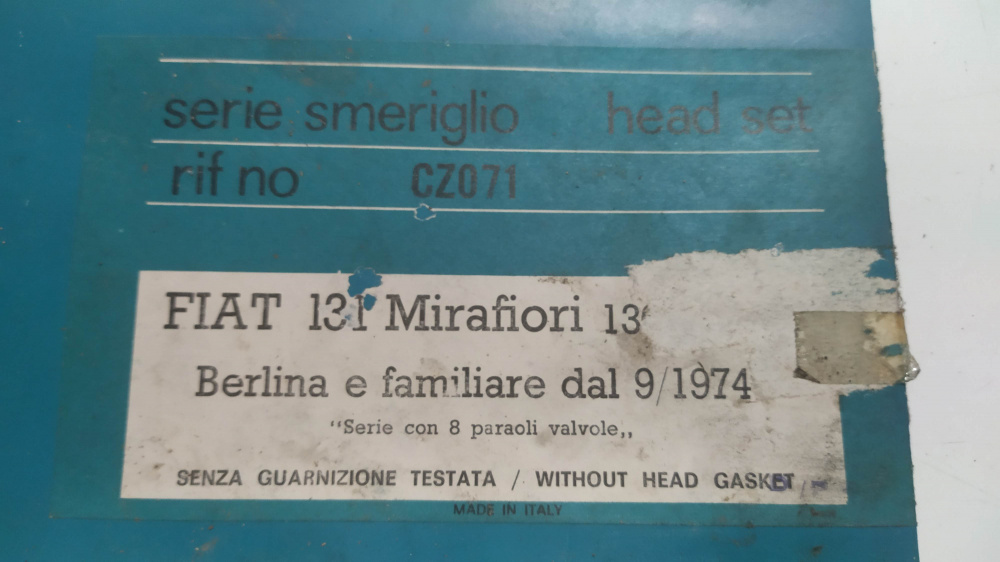 serie smeriglio head set
rif no CZ071
FIAT 131 Mirafiori
Berlina e familiare dal 9/1974
"Serie con 8 paraoli valvole„
SENZA GUARNIZIONE TESTATA / WITHOUT HEAD GASKET
MADE IN ITALY